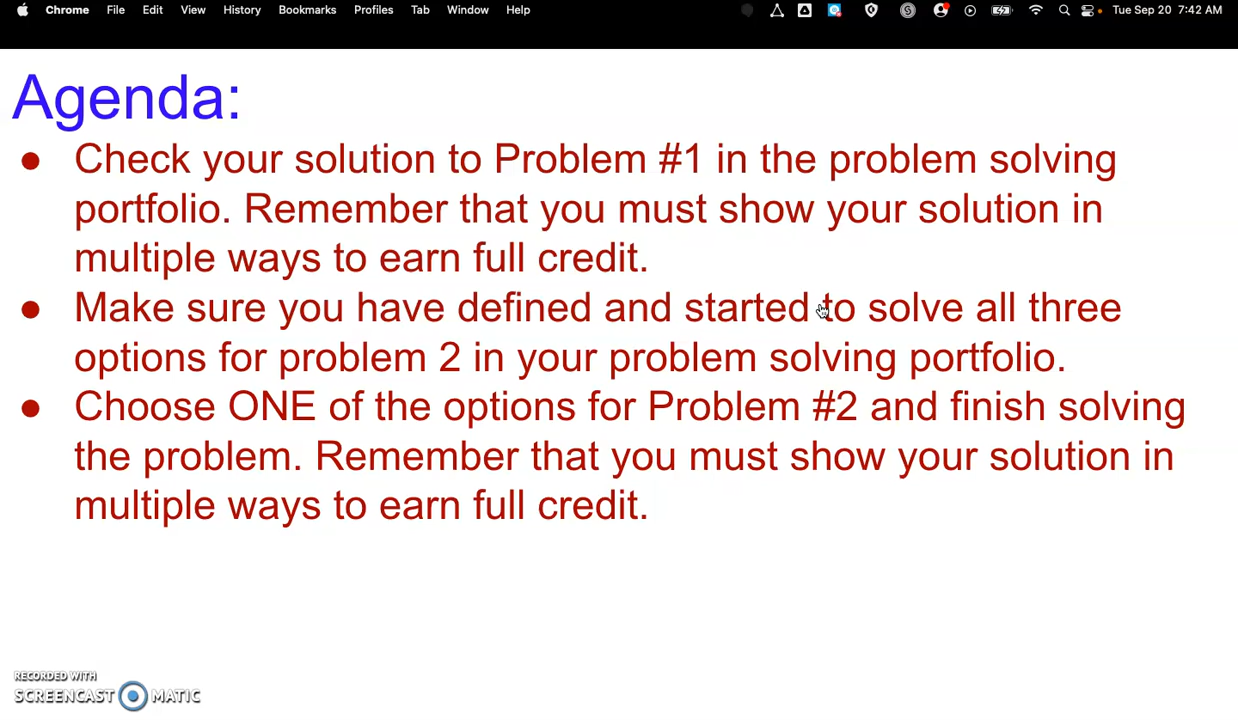 Chrome File Edit View History Bookmarks Profiles Tab Window Help Tue Sep 20 7:42 AM
Agenda:
● Check your solution to Problem #1 in the problem solving
portfolio. Remember that you must show your solution in
multiple ways to earn full credit.
● Make sure you have defined and started to solve all three
options for problem 2 in your problem solving portfolio.
● Choose ONE of the options for Problem #2 and finish solving
the problem. Remember that you must show your solution in
multiple ways to earn full credit.
RECORDED WITH
SCREENCAST MATIC